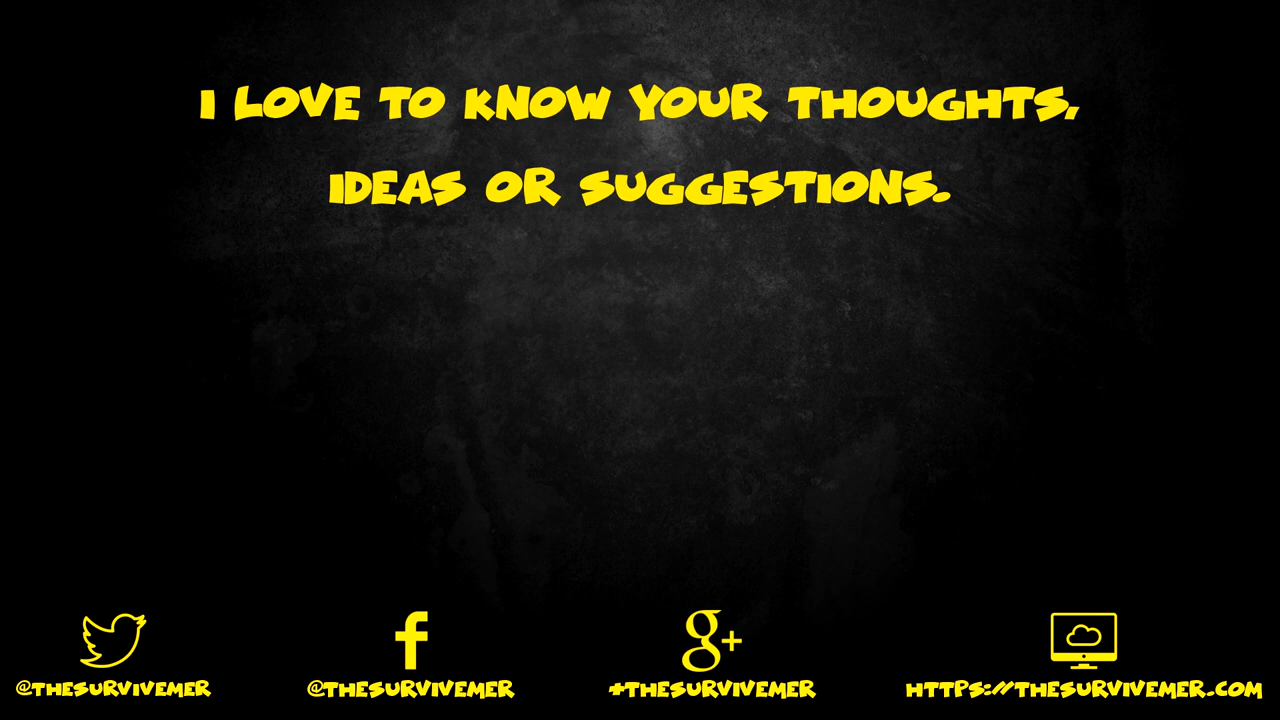 I LOVE TO KNOW YOUR THOUGHTS,
IDEAS OR SUGGESTIONS.
@THESURVIVEMER @THESURVIVEMER +THESURVIVEMER HTTPS://THESURVIVEMER.COM